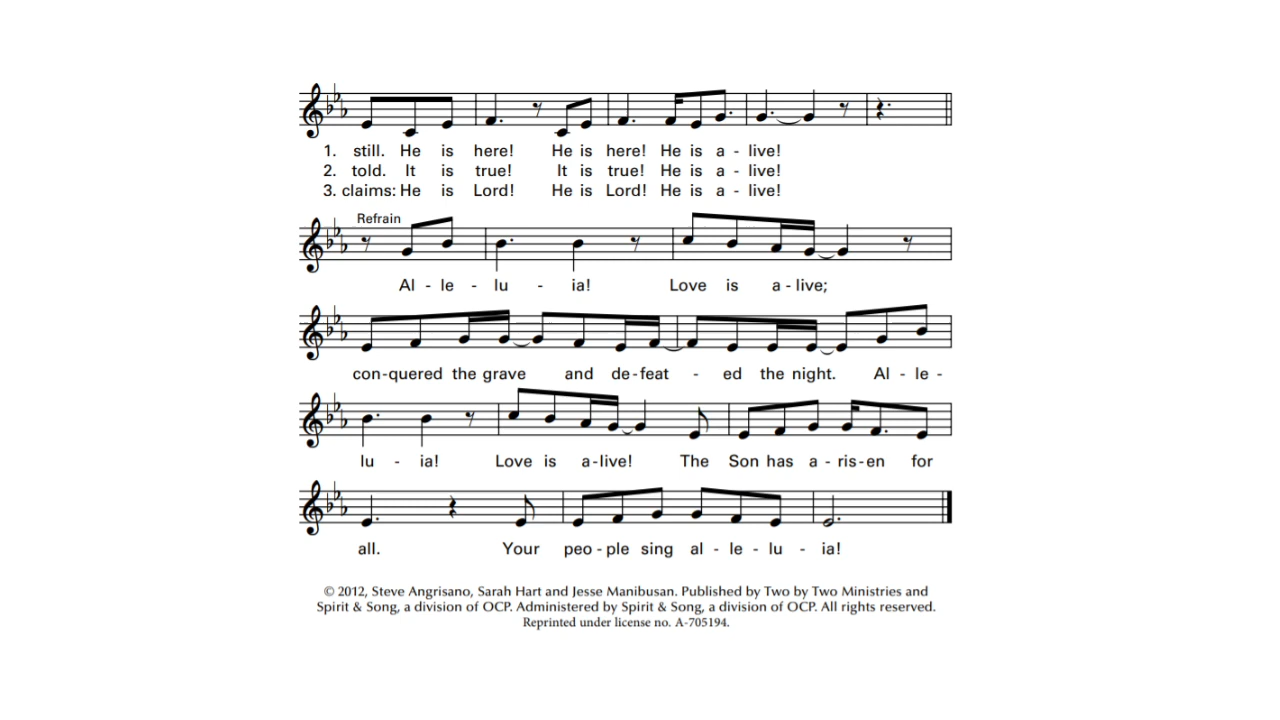 1. still. He is here! He is here! He is a - live!
2. told. It is true! It is true! He is a - live!
3. claims: He is Lord! He is Lord! He is a - live!
Refrain
Al - le - lu - ia! Love is a - live;
con - quered the grave and de - feat - ed the night. Al - le -
lu - ia! Love is a - live! The Son has a - ris - en for
all. Your peo - ple sing al - le - lu - ia!
© 2012, Steve Angrisano, Sarah Hart and Jesse Manibusan. Published by Two by Two Ministries and
Spirit & Song, a division of OCP. Administered by Spirit & Song, a division of OCP. All rights reserved.
Reprinted under license no. A-705194.